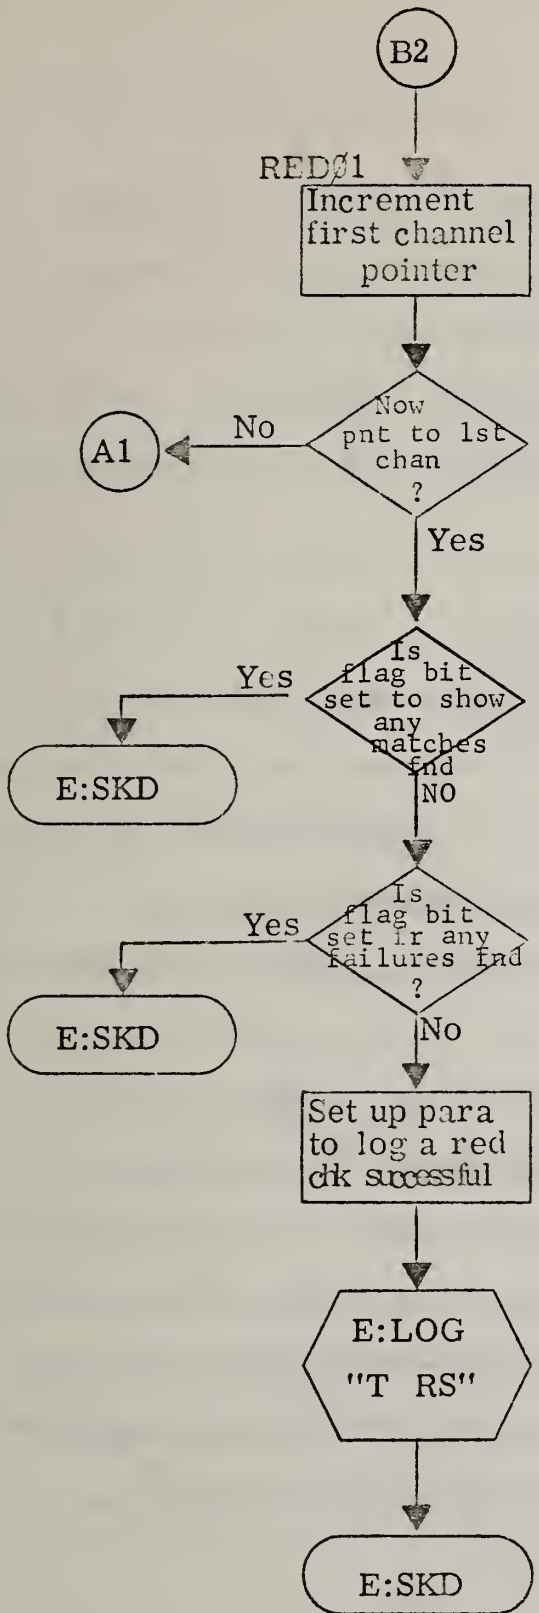 B2
REDØ1
Increment
first channel
pointer
Now
pnt to 1st
chan
?
No
A1
Yes
Is
flag bit
set to show
any
matches
fnd
Yes
E:SKD
NO
Is
flag bit
set fr any
failures fnd
?
Yes
E:SKD
No
Set up para
to log a red
chk successful
E:LOG
"T RS"
E:SKD